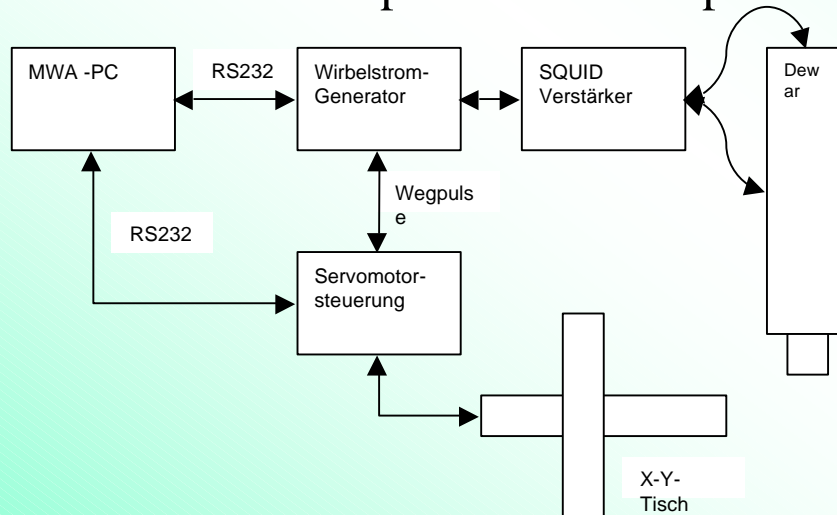 MWA -PC
RS232
Wirbelstrom-
Generator
SQUID
Verstärker
Dew
ar
Wegpuls
e
RS232
Servomotor-
steuerung
X-Y-
Tisch